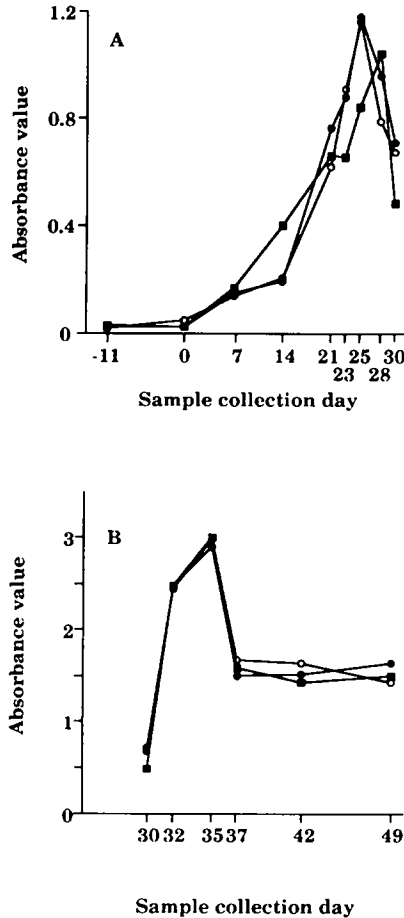 A
Absorbance value
1.2
0.8
0.4
0
-11 0 7 14 21 23 25 28 30
Sample collection day
B
Absorbance value
3
2
1
0
30 32 35 37 42 49
Sample collection day